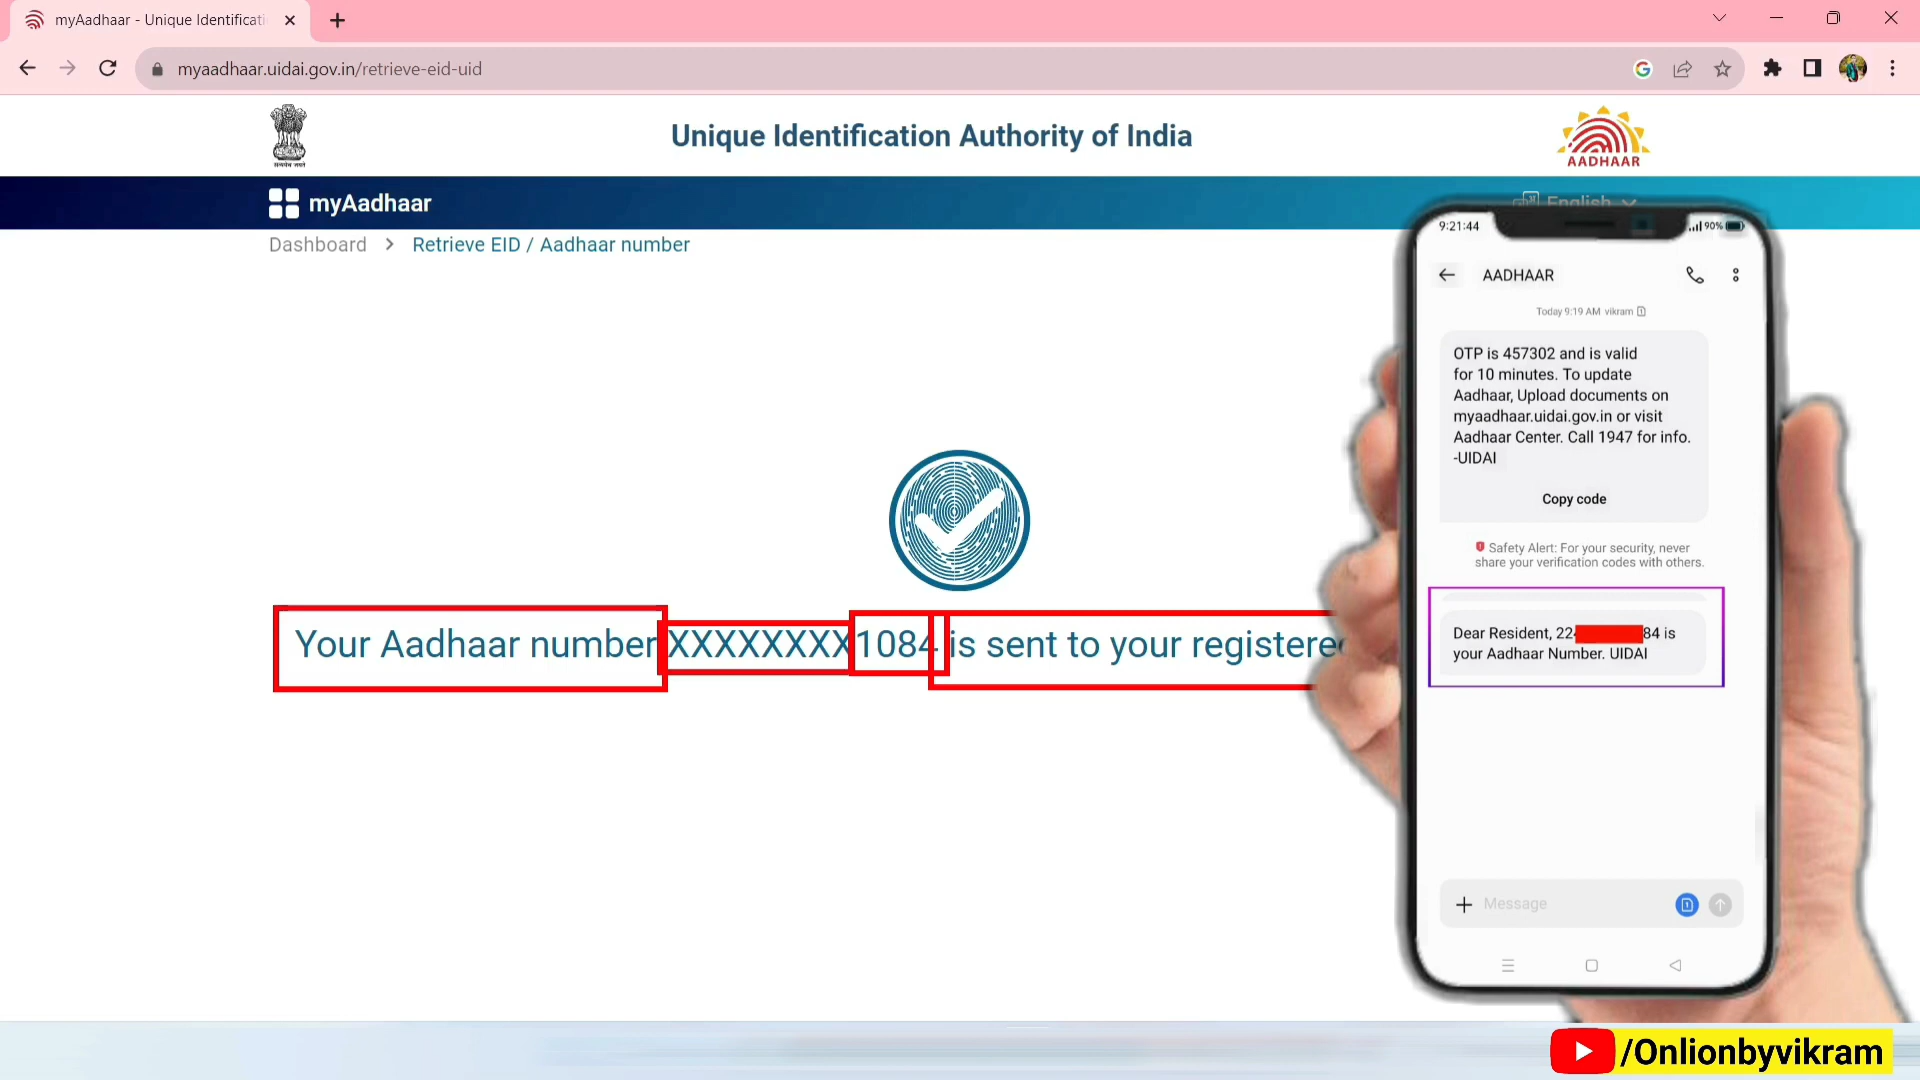 myAadhaar - Unique Identificati
myaadhaar.uidai.gov.in/retrieve-eid-uid
Unique Identification Authority of India
AADHAAR
myAadhaar
English
Dashboard > Retrieve EID / Aadhaar number
Your Aadhaar number XXXXXXXX1084 is sent to your registered
9:21:44
90%
AADHAAR
Today 9:19 AM vikram
OTP is 457302 and is valid
for 10 minutes. To update
Aadhaar, Upload documents on
myaadhaar.uidai.gov.in or visit
Aadhaar Center. Call 1947 for info.
-UIDAI
Copy code
Safety Alert: For your security, never
share your verification codes with others.
Dear Resident, 22 84 is
your Aadhaar Number. UIDAI
Message
/Onlionbyvikram